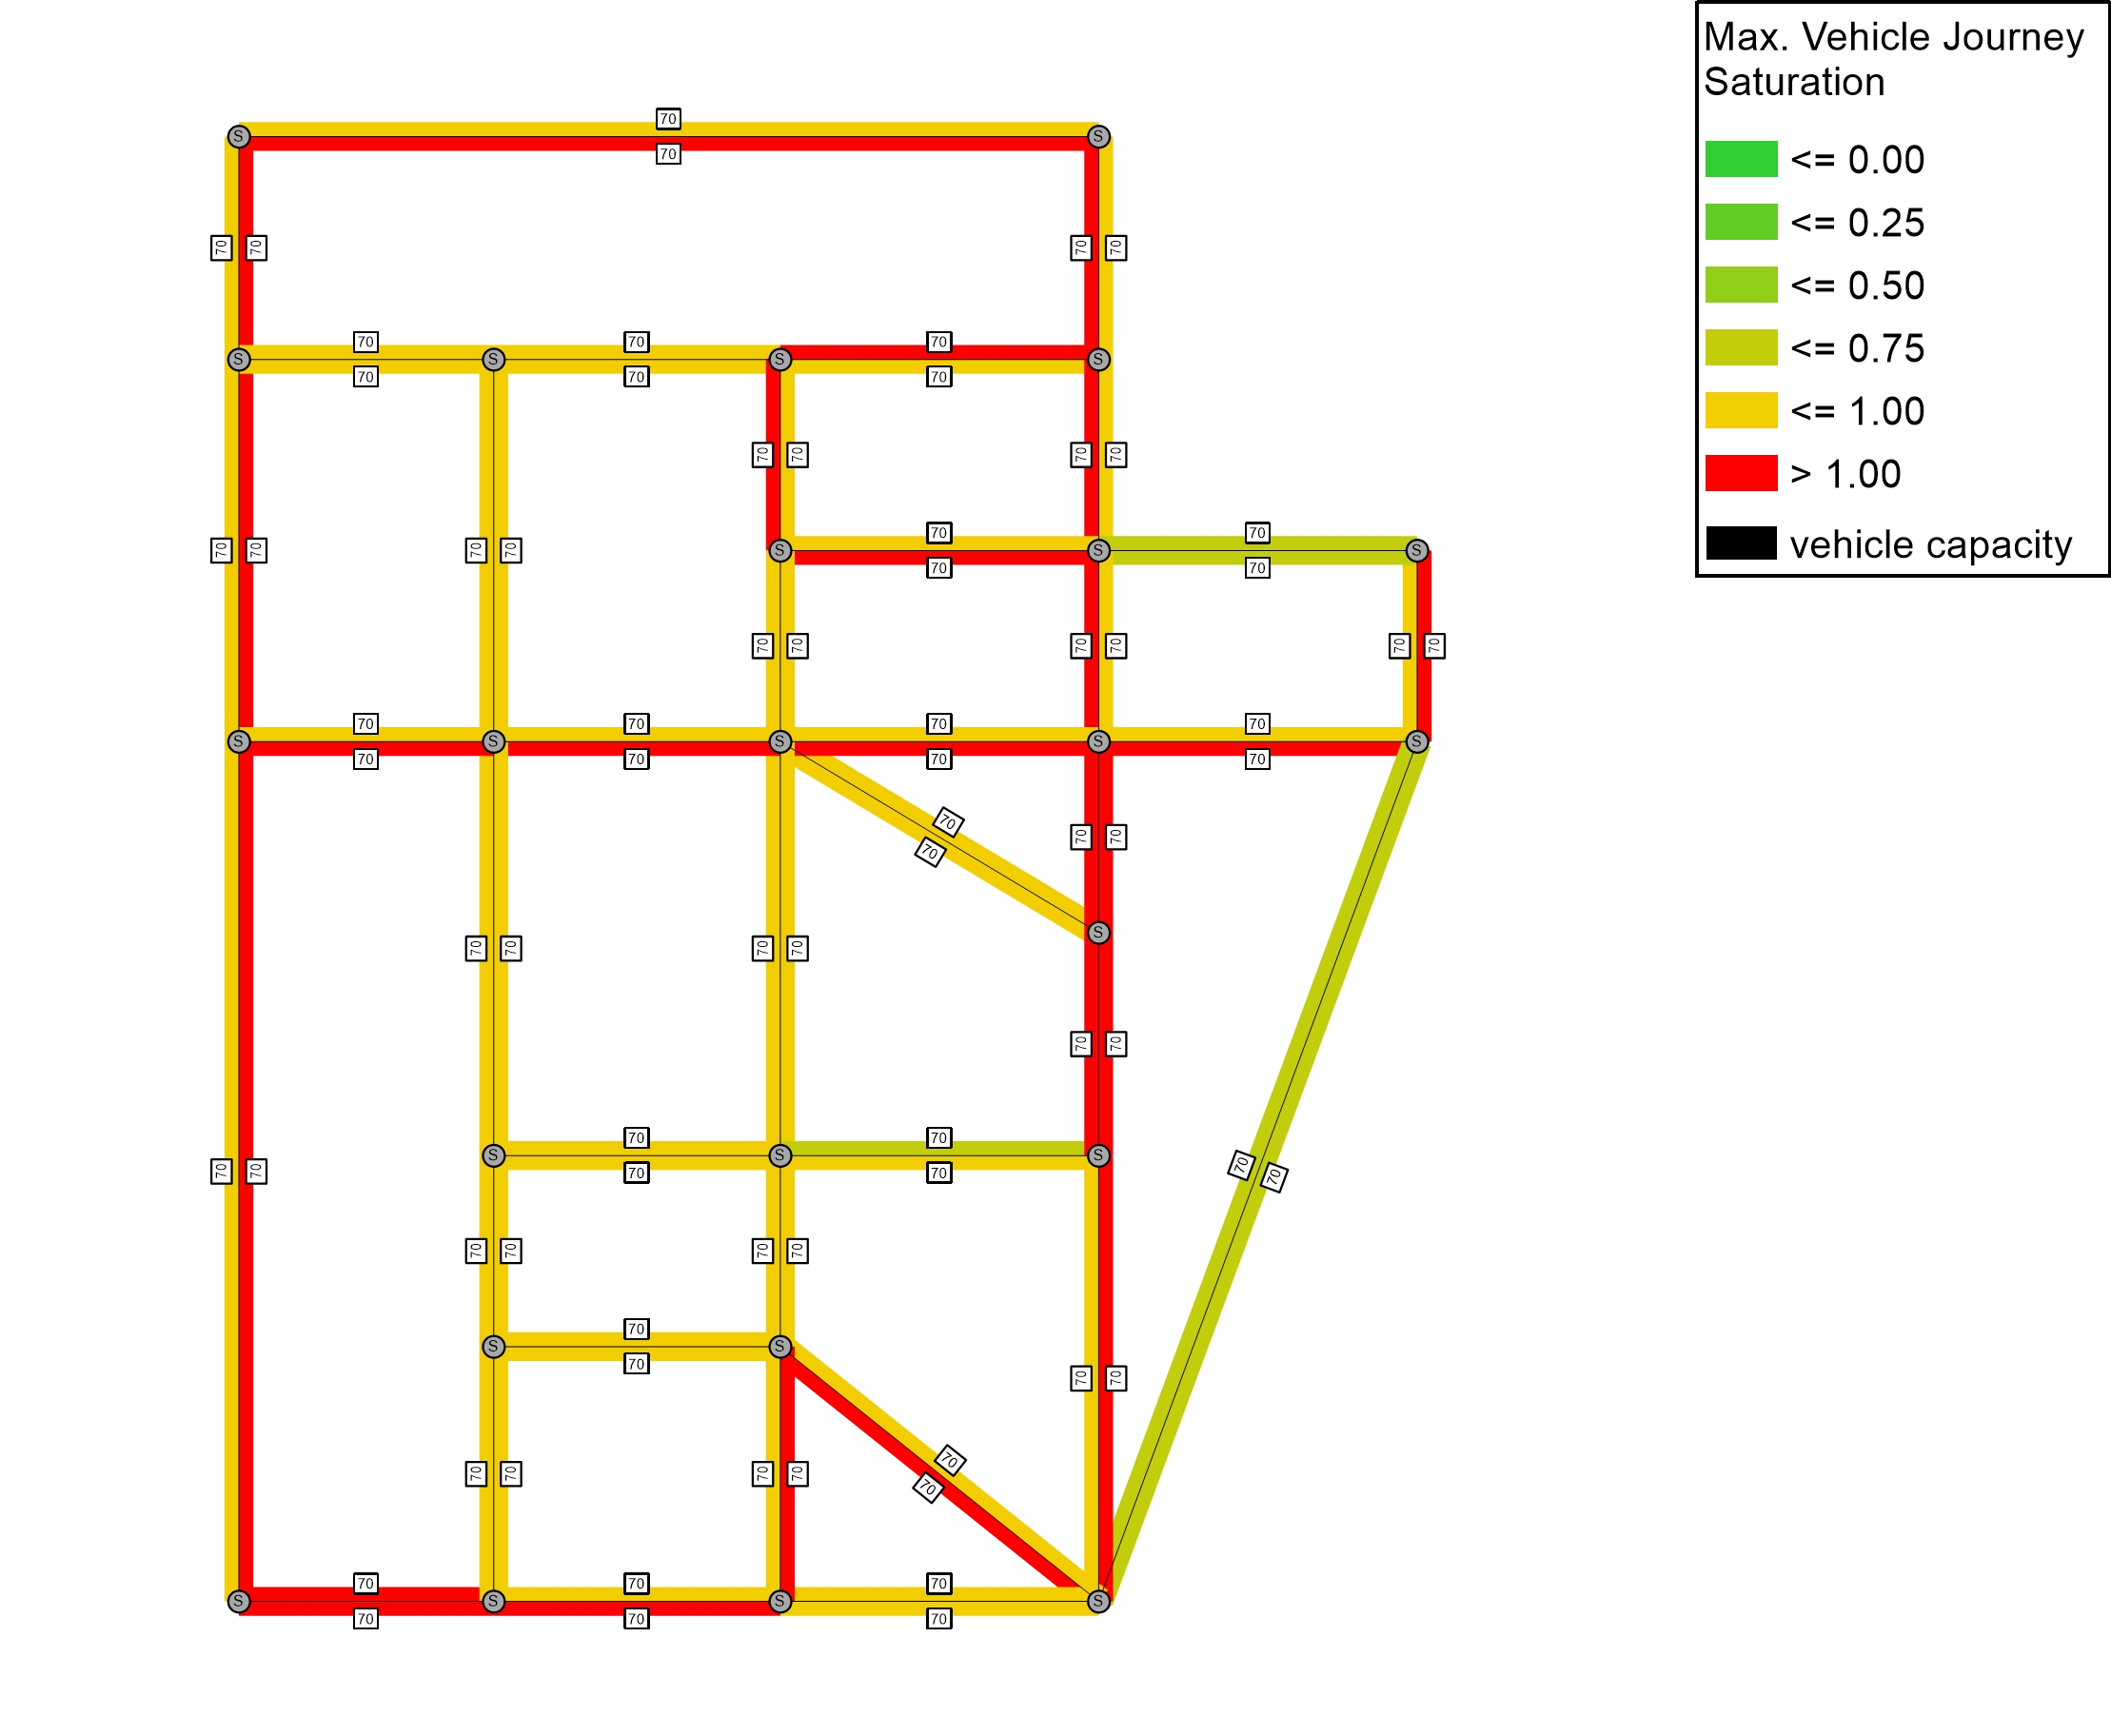 Max. Vehicle Journey
Saturation
<= 0.00
<= 0.25
<= 0.50
<= 0.75
<= 1.00
> 1.00
vehicle capacity
70
S S
70
70 70 70 70
70 70 70
S S S S
70 70 70
70 70 70 70
70 70
70 70 70 70 S S S
70 70
70 70 70 70 70 70
70 70 70 70
S S S S S
70 70 70 70
70
70 70
70
S
70 70 70 70
70 70
70 70
S S S
70 70 70 70 70 70
70 70 70 70
70
S S
70
70 70
70
70 70 70 70
70
70 70 70
S S S S
70 70 70